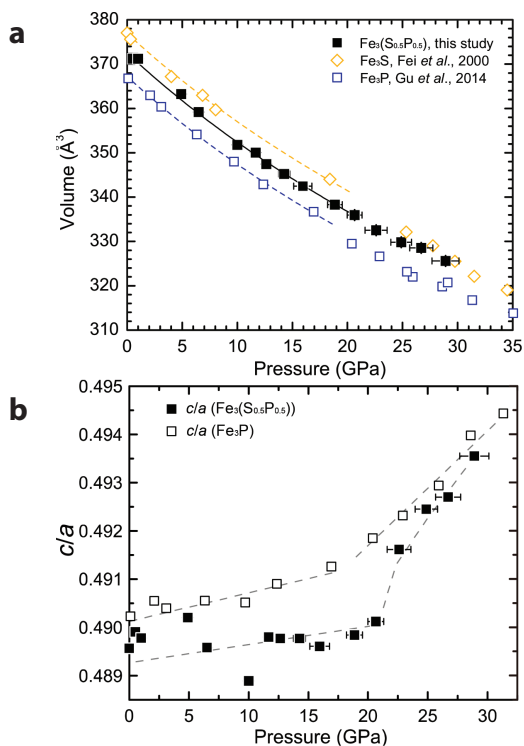 a
Fe₃(S₀.₅P₀.₅), this study
Fe₃S, Fei et al., 2000
Fe₃P, Gu et al., 2014
Volume (Å³)
380
370
360
350
340
330
320
310
0 5 10 15 20 25 30 35
Pressure (GPa)
b
c/a (Fe₃(S₀.₅P₀.₅))
c/a (Fe₃P)
c/a
0.495
0.494
0.493
0.492
0.491
0.490
0.489
0 5 10 15 20 25 30
Pressure (GPa)